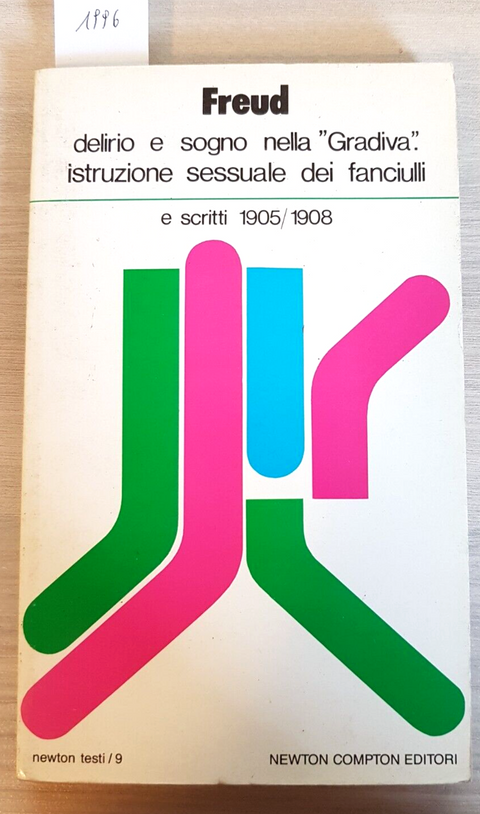 1996
Freud
delirio e sogno nella "Gradiva".
istruzione sessuale dei fanciulli
e scritti 1905/1908
newton testi/9
NEWTON COMPTON EDITORI